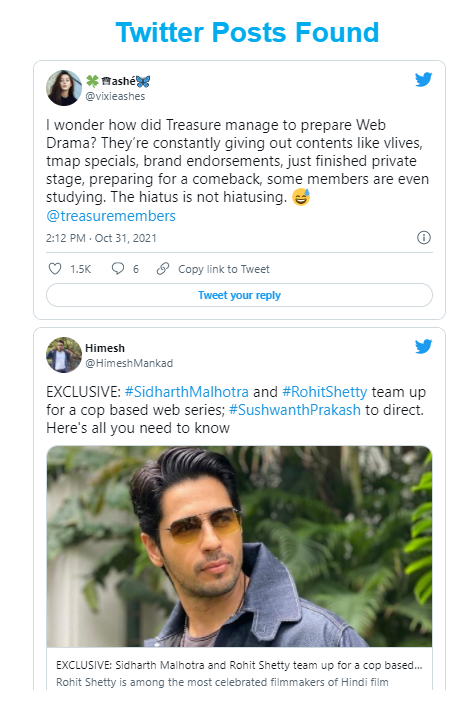 Twitter Posts Found
🍀☎ashé🦋
@vixieashes
I wonder how did Treasure manage to prepare Web
Drama? They’re constantly giving out contents like vlives,
tmap specials, brand endorsements, just finished private
stage, preparing for a comeback, some members are even
studying. The hiatus is not hiatusing. 😅
@treasuremembers
2:12 PM · Oct 31, 2021
1.5K 6 Copy link to Tweet
Tweet your reply
Himesh
@HimeshMankad
EXCLUSIVE: #SidharthMalhotra and #RohitShetty team up
for a cop based web series; #SushwanthPrakash to direct.
Here's all you need to know
EXCLUSIVE: Sidharth Malhotra and Rohit Shetty team up for a cop based...
Rohit Shetty is among the most celebrated filmmakers of Hindi film